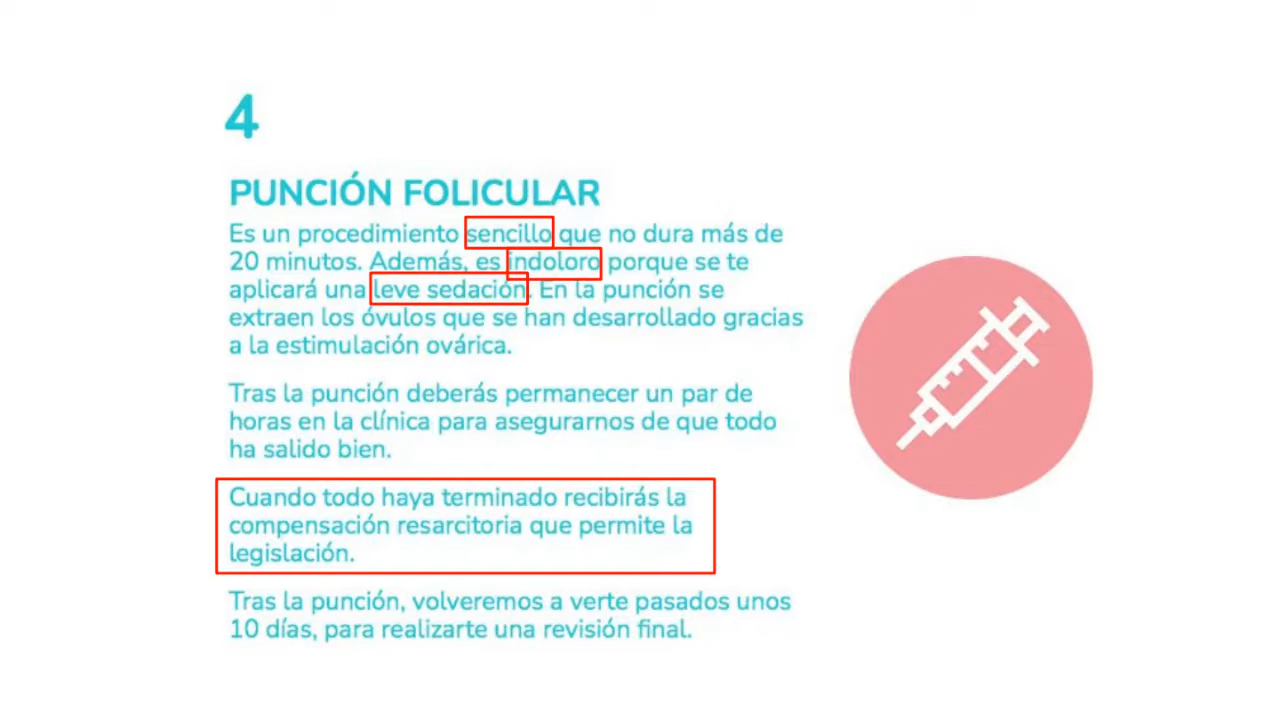 4
PUNCIÓN FOLICULAR
Es un procedimiento sencillo que no dura más de
20 minutos. Además, es indoloro porque se te
aplicará una leve sedación. En la punción se
extraen los óvulos que se han desarrollado gracias
a la estimulación ovárica.
Tras la punción deberás permanecer un par de
horas en la clínica para asegurarnos de que todo
ha salido bien.
Cuando todo haya terminado recibirás la
compensación resarcitoria que permite la
legislación.
Tras la punción, volveremos a verte pasados unos
10 días, para realizarte una revisión final.